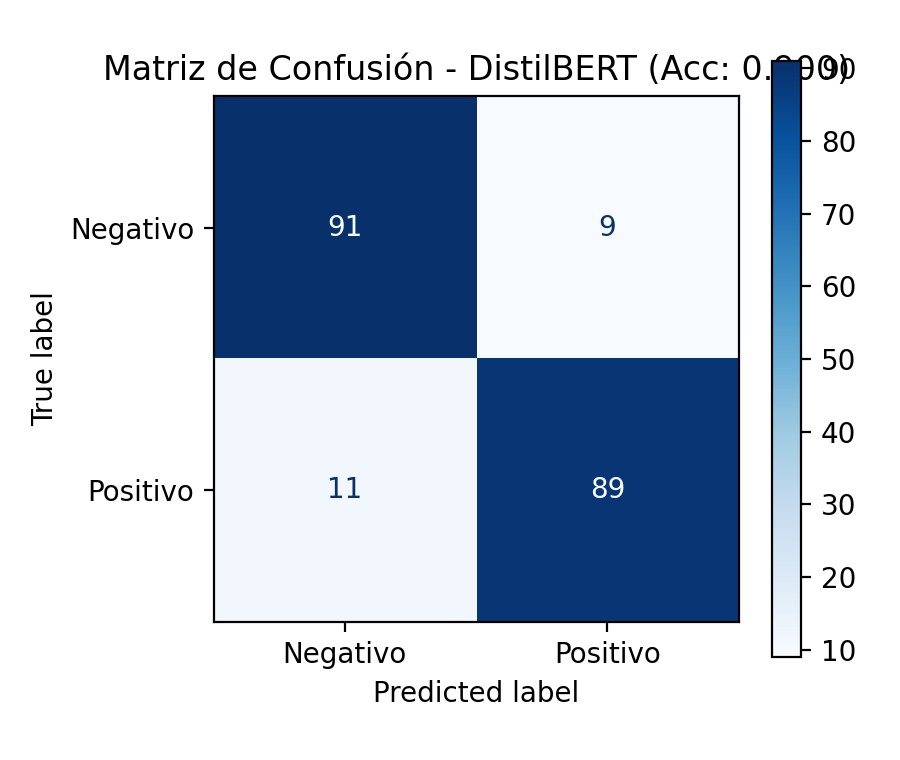 Matriz de Confusión - DistilBERT (Acc: 0.900)
Negativo
91
9
True label
Positivo
11
89
Negativo
Positivo
Predicted label
90
80
70
60
50
40
30
20
10